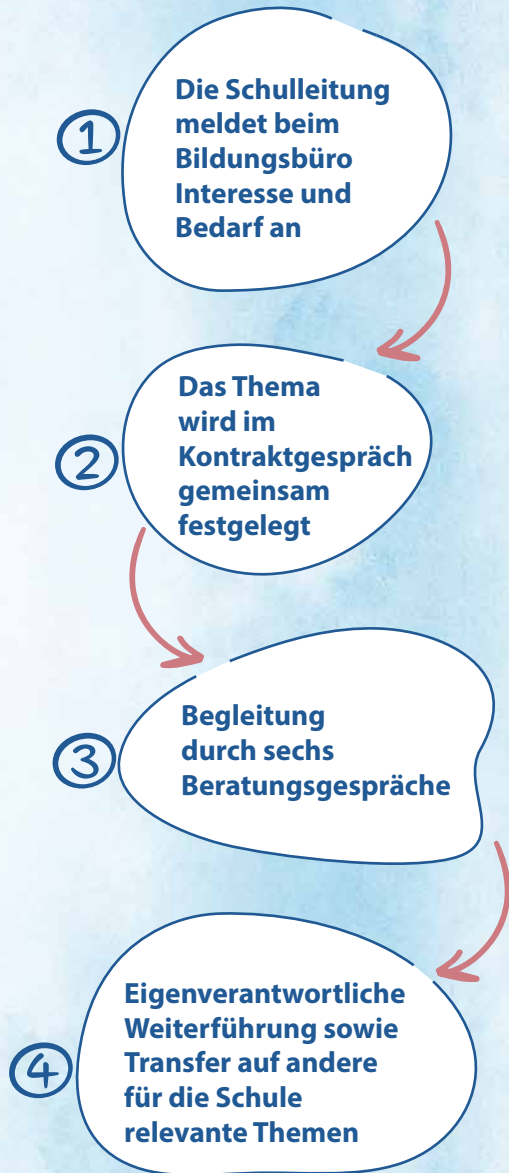 1
Die Schulleitung
meldet beim
Bildungsbüro
Interesse und
Bedarf an
2
Das Thema
wird im
Kontraktgespräch
gemeinsam
festgelegt
3
Begleitung
durch sechs
Beratungsgespräche
4
Eigenverantwortliche
Weiterführung sowie
Transfer auf andere
für die Schule
relevante Themen